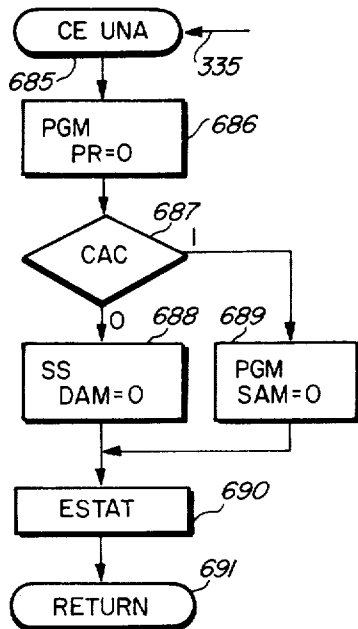 CE UNA
335
685
PGM
PR=0
686
687
CAC
1
0
688
689
SS
DAM=0
PGM
SAM=0
ESTAT
690
691
RETURN